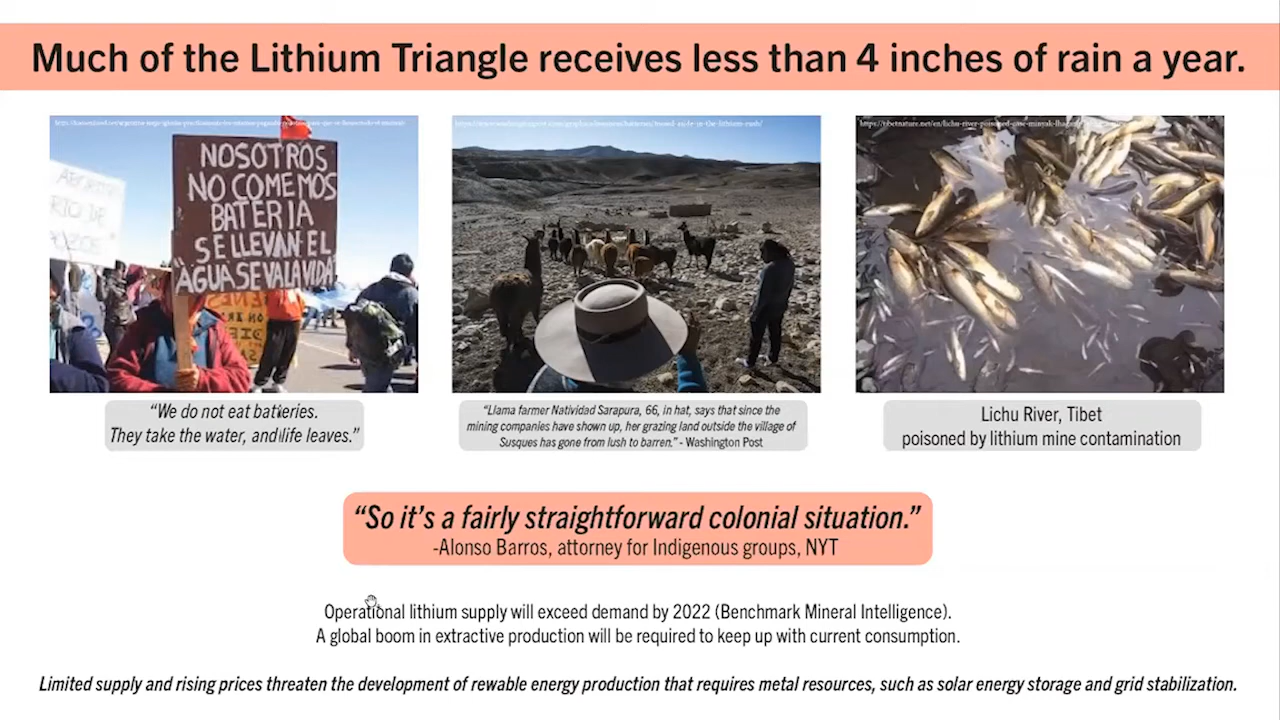 Much of the Lithium Triangle receives less than 4 inches of rain a year.
NOSOTROS
NO COMEMOS
BATERIA
SE LLEVAN EL
"AGUA SE VA LA VIDA"
“We do not eat batteries.
They take the water, and life leaves.”
“Llama farmer Natividad Sarapura, 66, in hat, says that since the
mining companies have shown up, her grazing land outside the village of
Susques has gone from lush to barren.” - Washington Post
Lichu River, Tibet
poisoned by lithium mine contamination
“So it’s a fairly straightforward colonial situation.”
-Alonso Barros, attorney for Indigenous groups, NYT
Operational lithium supply will exceed demand by 2022 (Benchmark Mineral Intelligence).
A global boom in extractive production will be required to keep up with current consumption.
Limited supply and rising prices threaten the development of rewable energy production that requires metal resources, such as solar energy storage and grid stabilization.